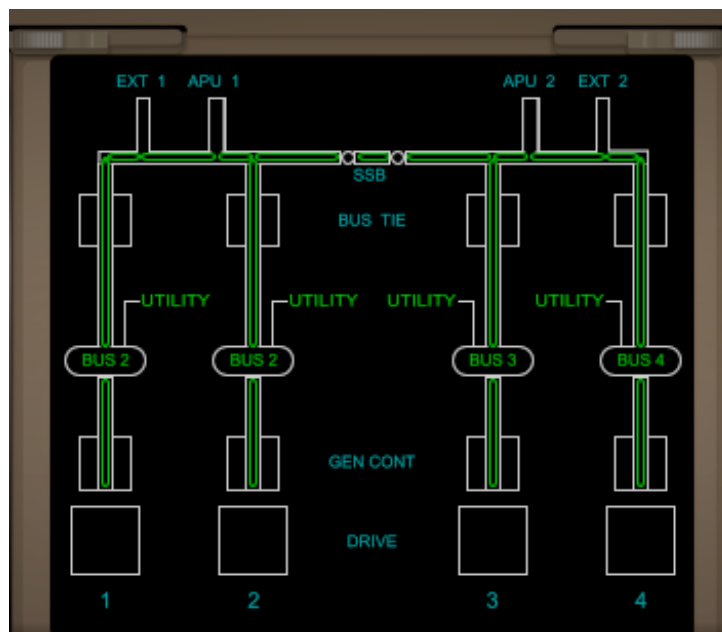 EXT 1 APU 1 APU 2 EXT 2
SSB
BUS TIE
UTILITY UTILITY UTILITY UTILITY
BUS 2 BUS 2 BUS 3 BUS 4
GEN CONT
DRIVE
1 2 3 4